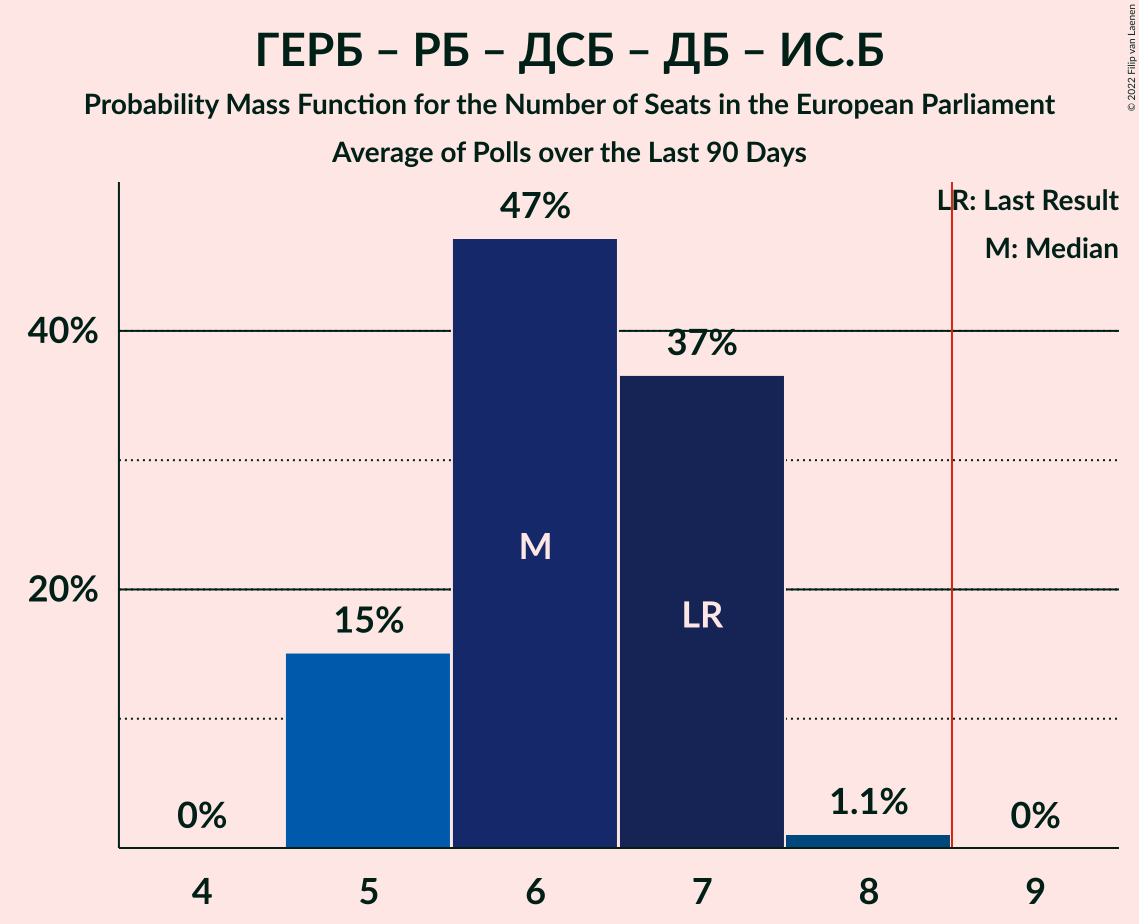 ГЕРБ – РБ – ДСБ – ДБ – ИС.Б
Probability Mass Function for the Number of Seats in the European Parliament
Average of Polls over the Last 90 Days
© 2022 Filip van Laenen
LR: Last Result
M: Median
47%
40%
37%
M
20%
15%
LR
0%
1.1%
0%
4 5 6 7 8 9